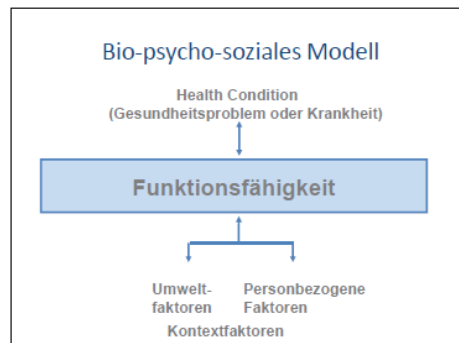 Bio-psycho-soziales Modell
Health Condition
(Gesundheitsproblem oder Krankheit)
Funktionsfähigkeit
Umwelt- Personbezogene
faktoren Faktoren
Kontextfaktoren